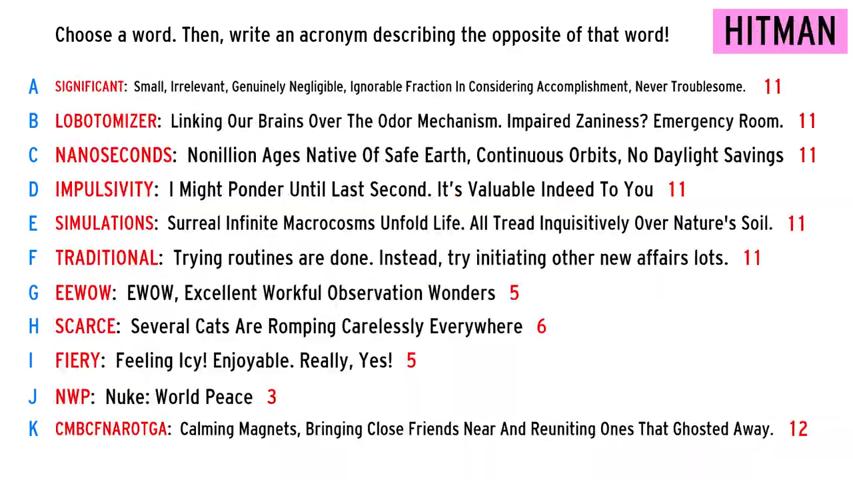 Choose a word. Then, write an acronym describing the opposite of that word!
HITMAN
A SIGNIFICANT: Small, Irrelevant, Genuinely Negligible, Ignorable Fraction In Considering Accomplishment, Never Troublesome. 11
B LOBOTOMIZER: Linking Our Brains Over The Odor Mechanism. Impaired Zaniness? Emergency Room. 11
C NANOSECONDS: Nonillion Ages Native Of Safe Earth, Continuous Orbits, No Daylight Savings 11
D IMPULSIVITY: I Might Ponder Until Last Second. It's Valuable Indeed To You 11
E SIMULATIONS: Surreal Infinite Macrocosms Unfold Life. All Tread Inquisitively Over Nature's Soil. 11
F TRADITIONAL: Trying routines are done. Instead, try initiating other new affairs lots. 11
G EEWOW: EWOW, Excellent Workful Observation Wonders 5
H SCARCE: Several Cats Are Romping Carelessly Everywhere 6
I FIERY: Feeling Icy! Enjoyable. Really, Yes! 5
J NWP: Nuke: World Peace 3
K CMBCFNAROTGA: Calming Magnets, Bringing Close Friends Near And Reuniting Ones That Ghosted Away. 12